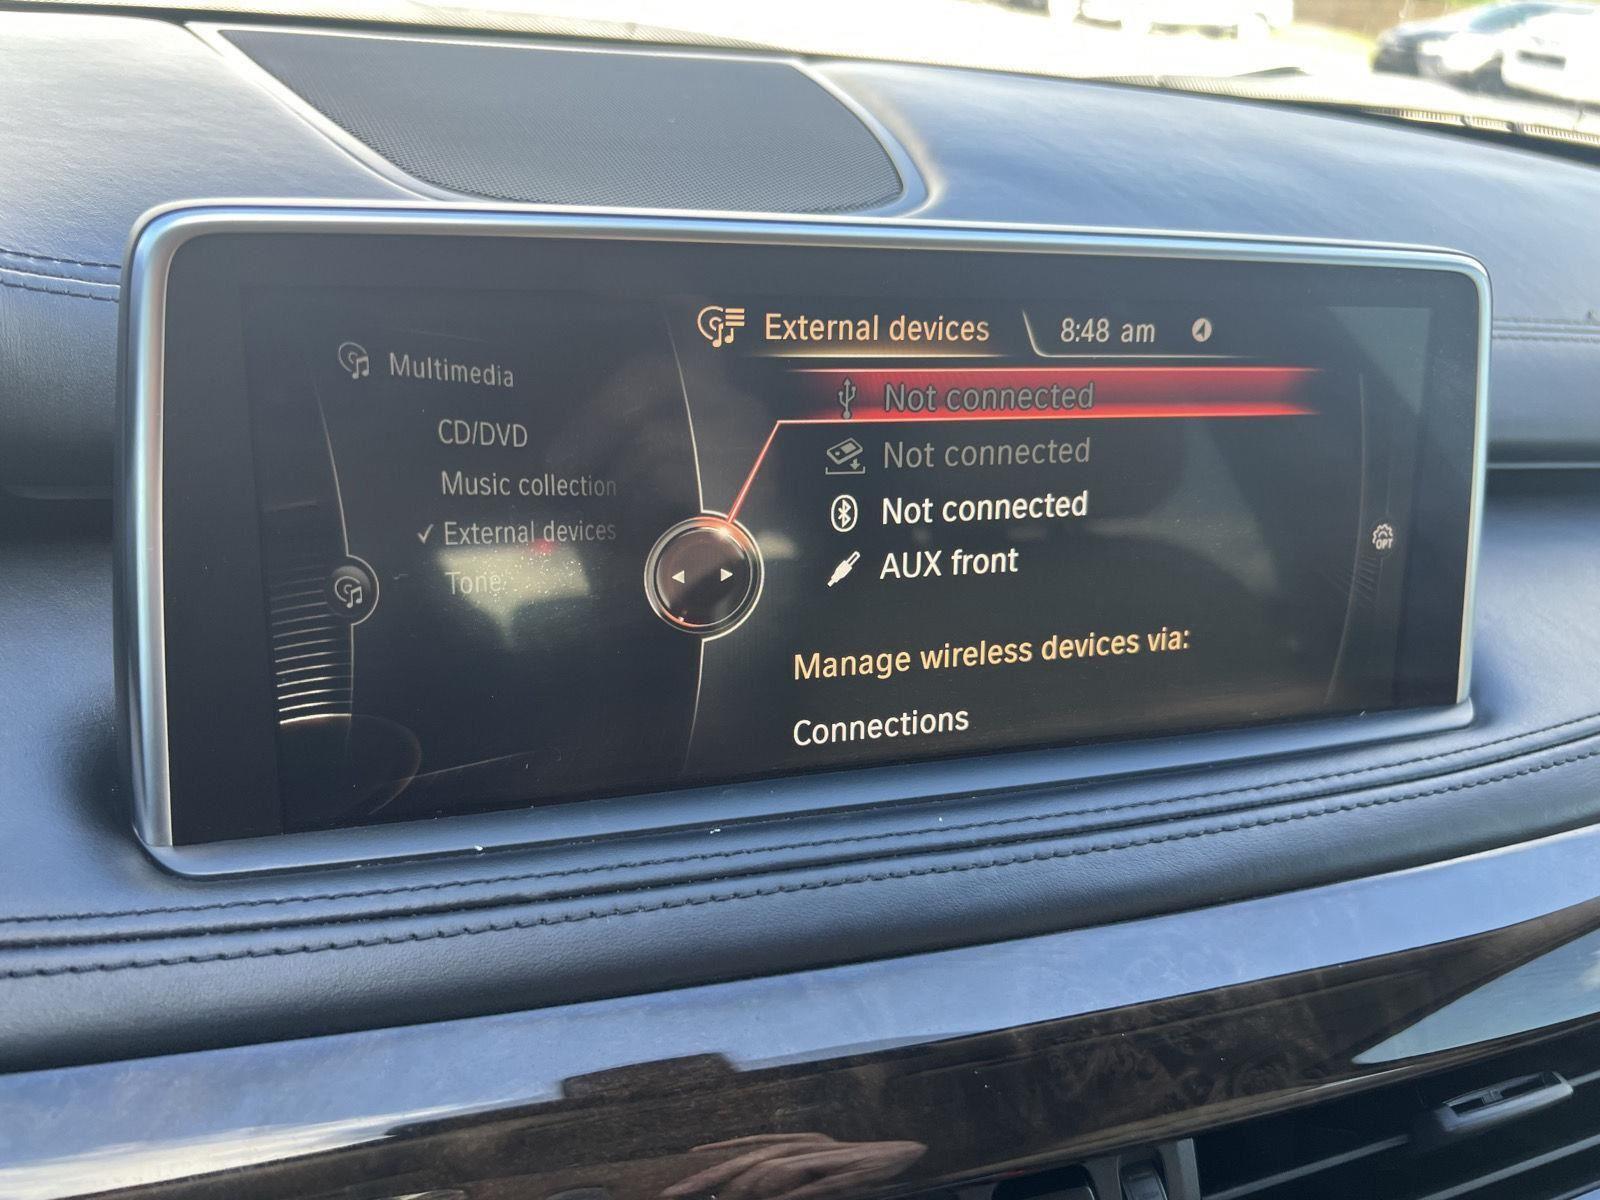 Multimedia
CD/DVD
Music collection
✓ External devices
Tone
External devices
8:48 am
Not connected
Not connected
Not connected
AUX front
Manage wireless devices via:
Connections
OPT